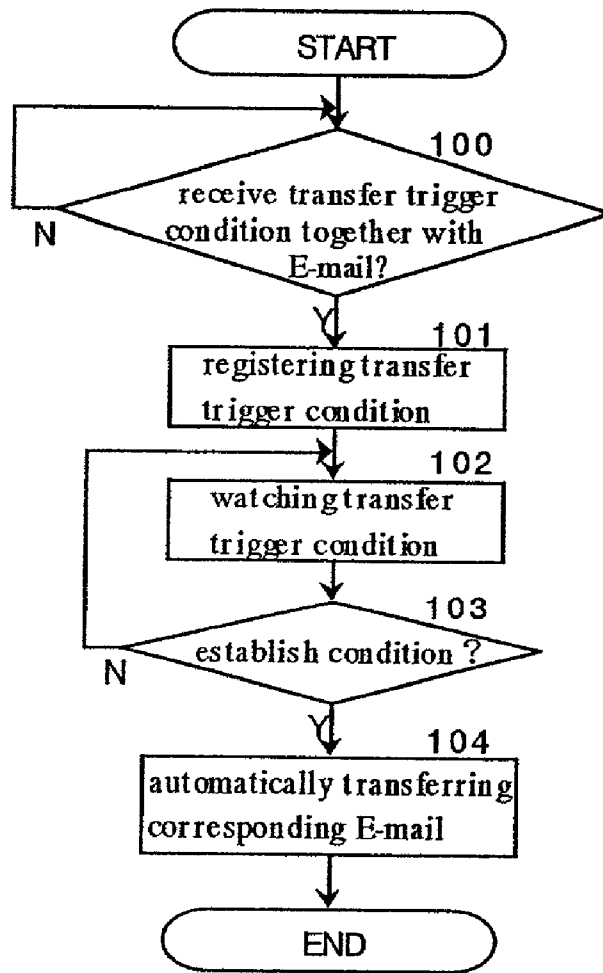 START
100
receive transfer trigger
condition together with
E-mail?
N
Y
101
registering transfer
trigger condition
102
watching transfer
trigger condition
103
establish condition ?
N
Y
104
automatically transferring
corresponding E-mail
END